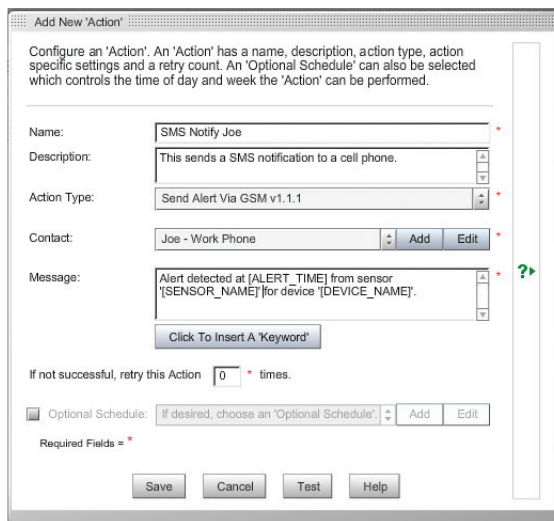 Add New 'Action'
Configure an 'Action'. An 'Action' has a name, description, action type, action
specific settings and a retry count. An 'Optional Schedule' can also be selected
which controls the time of day and week the 'Action' can be performed.
Name: SMS Notify Joe *
Description: This sends a SMS notification to a cell phone.
Action Type: Send Alert Via GSM v1.1.1 *
Contact: Joe - Work Phone Add Edit *
Message: Alert detected at [ALERT_TIME] from sensor *
'[SENSOR_NAME]' for device '[DEVICE_NAME]'.
?
Click To Insert A 'Keyword'
If not successful, retry this Action 0 * times.
Optional Schedule: If desired, choose an 'Optional Schedule'. Add Edit
Required Fields = *
Save Cancel Test Help